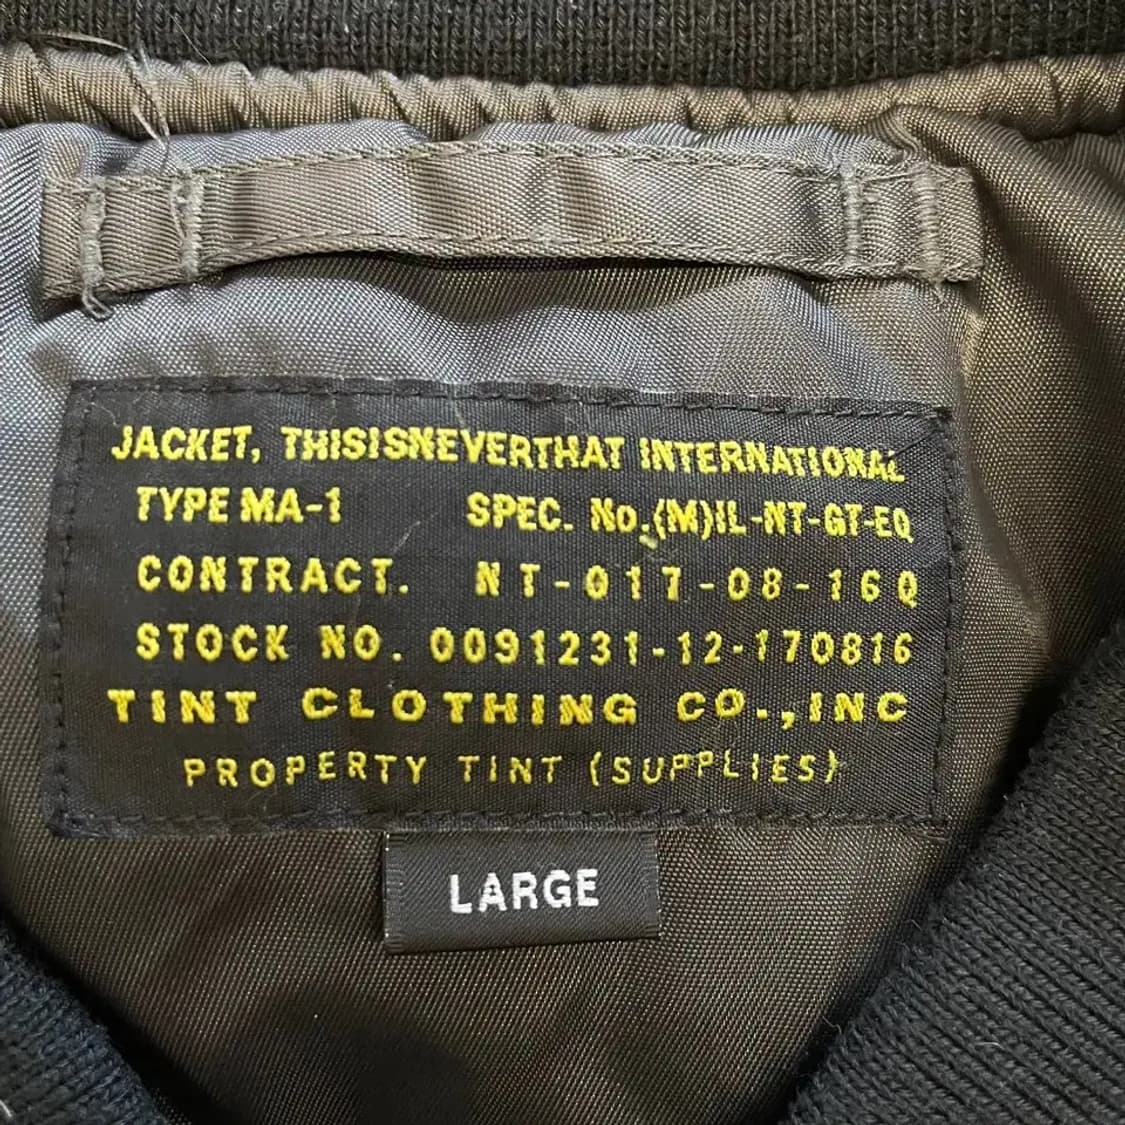 JACKET, THISISNEVERTHAT INTERNATIONAL
TYPE MA-1 SPEC. No.(M)IL-NT-GT-EQ
CONTRACT. NT-017-08-16Q
STOCK NO. 0091231-12-170816
TINT CLOTHING CO.,INC
PROPERTY TINT (SUPPLIES)
LARGE